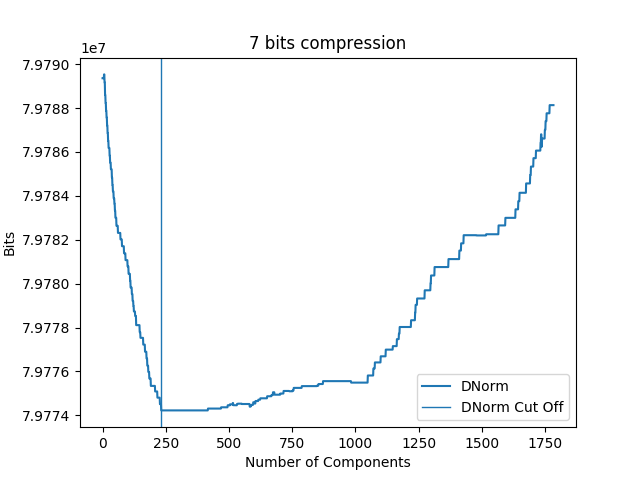 7 bits compression
1e7
7.9790
7.9788
7.9786
7.9784
7.9782
7.9780
7.9778
7.9776
7.9774
Bits
0 250 500 750 1000 1250 1500 1750
Number of Components
DNorm
DNorm Cut Off